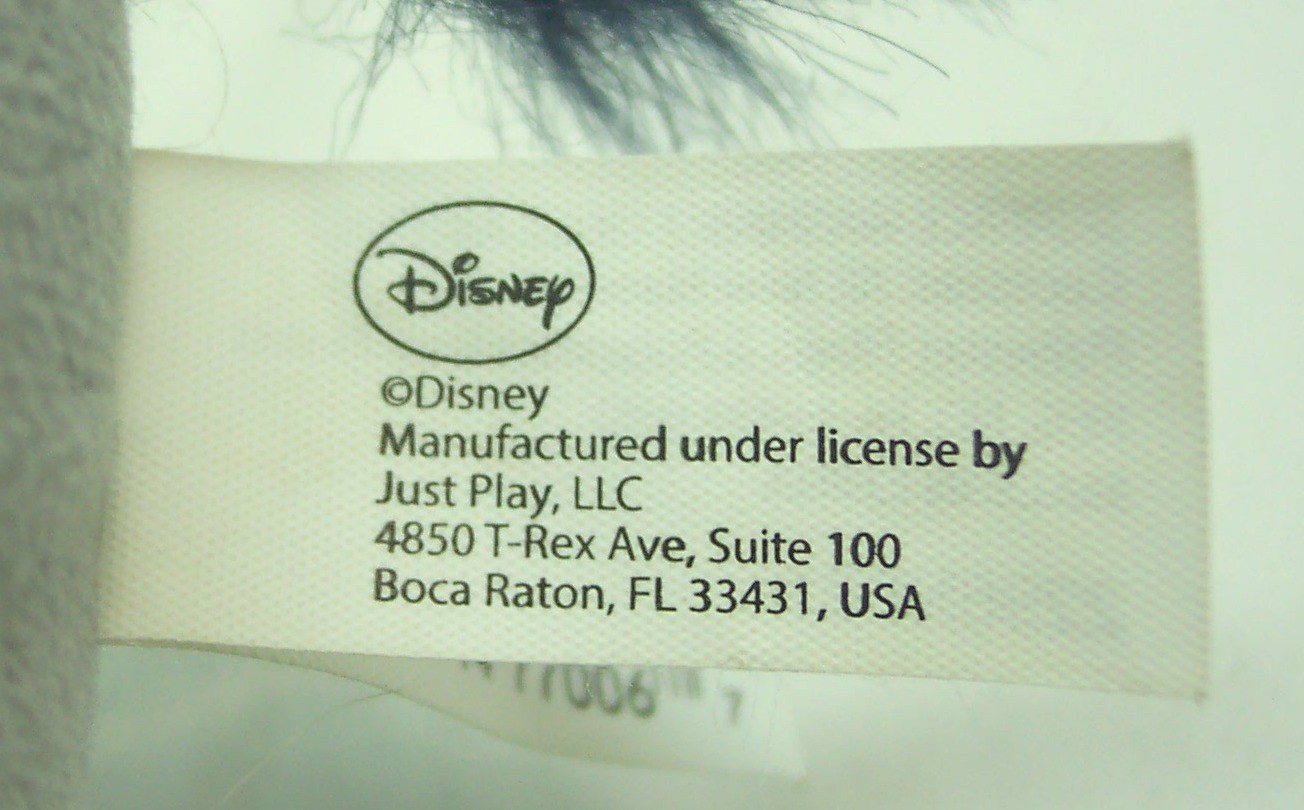 Disney
©Disney
Manufactured under license by
Just Play, LLC
4850 T-Rex Ave, Suite 100
Boca Raton, FL 33431, USA